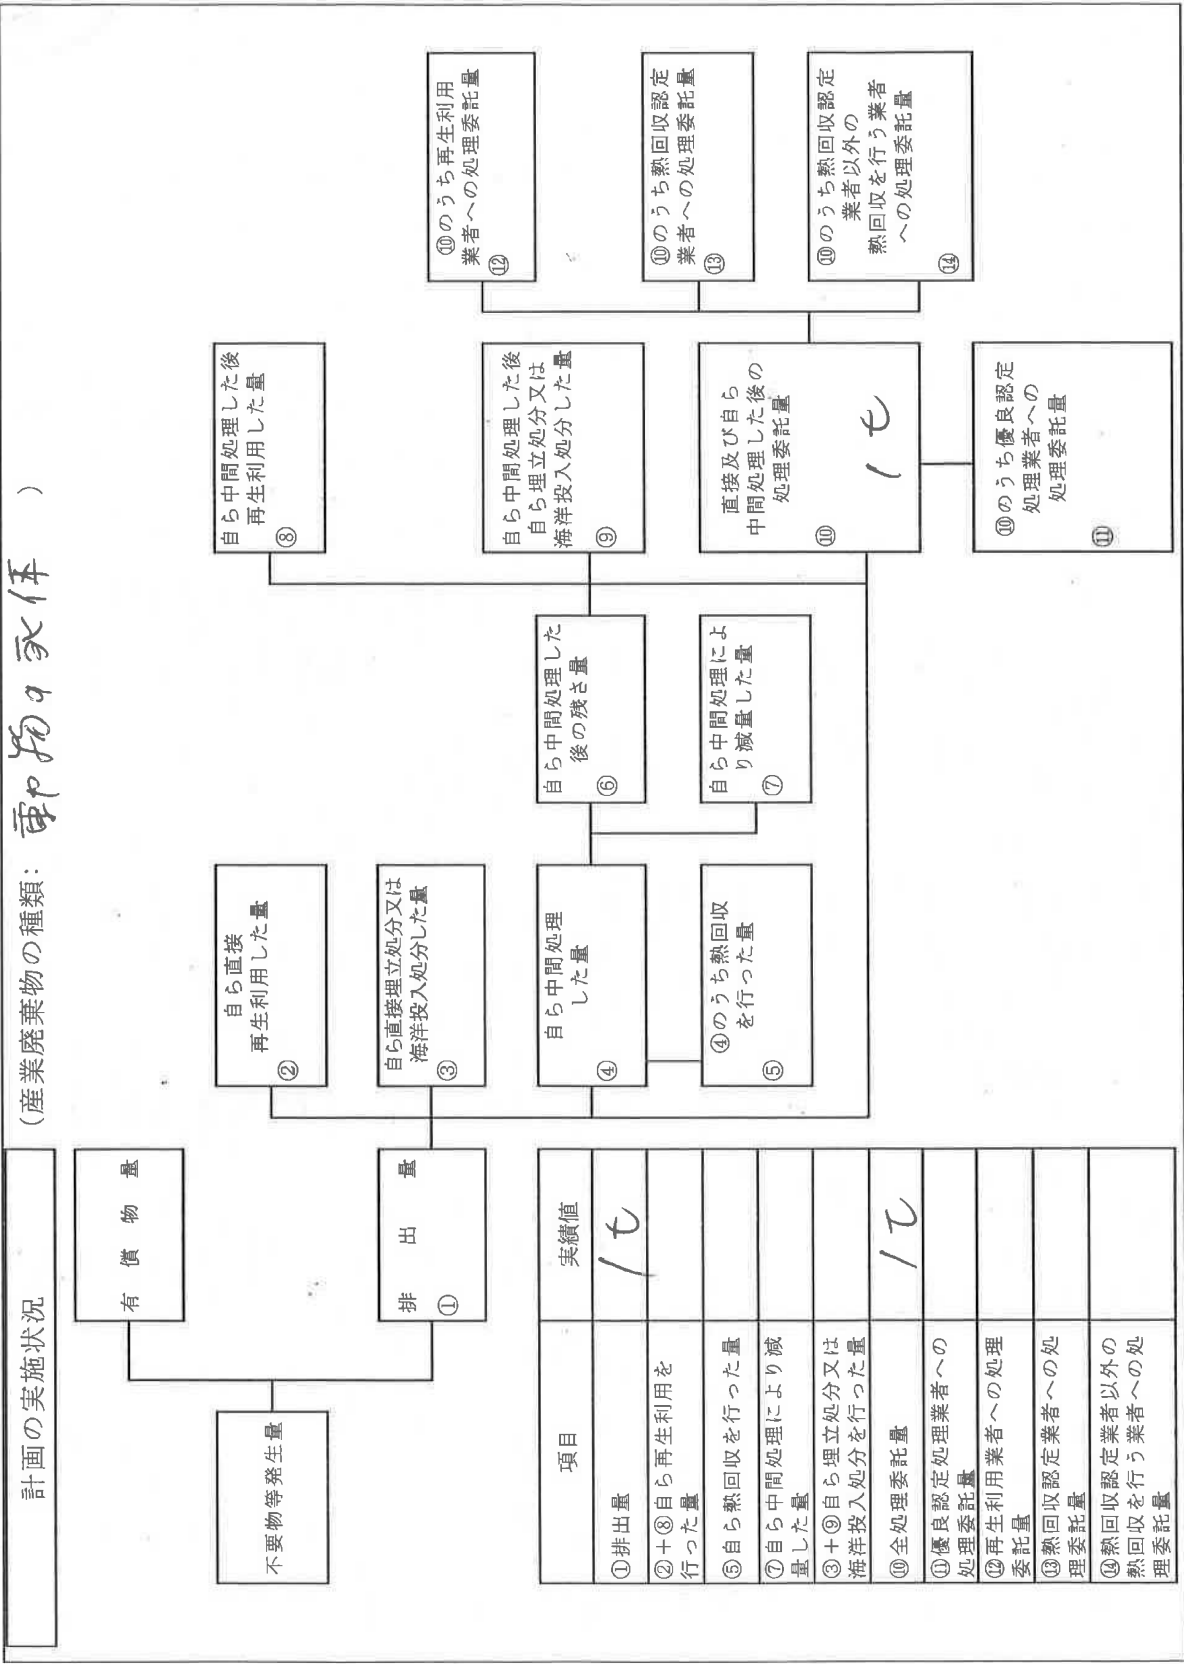 計画の実施状況
(産業廃棄物の種類: 動物の死体 )
不要物等発生量
有償物量
排出量
①
自ら直接
再生利用した量
②
自ら直接埋立処分又は
海洋投入処分した量
③
自ら中間処理
した量
④
④のうち熱回収
を行った量
⑤
自ら中間処理した
後の残さ量
⑥
自ら中間処理によ
り減量した量
⑦
自ら中間処理した後
再生利用した量
⑧
自ら中間処理した後
自ら埋立処分又は
海洋投入処分した量
⑨
直接及び自ら
中間処理した後の
処理委託量
⑩
1t
⑩のうち優良認定
処理業者への
処理委託量
⑪
⑩のうち再生利用
業者への処理委託量
⑫
⑩のうち熱回収認定
業者への処理委託量
⑬
⑩のうち熱回収認定
業者以外の
熱回収を行う業者
への処理委託量
⑭
項目 実績値
①排出量 1t
②+⑧自ら再生利用を
行った量
⑤自ら熱回収を行った量
⑦自ら中間処理により減
量した量
③+⑨自ら埋立処分又は
海洋投入処分を行った量
⑩全処理委託量 1t
⑪優良認定処理業者への
処理委託量
⑫再生利用業者への処理
委託量
⑬熱回収認定業者への処
理委託量
⑭熱回収認定業者以外の
熱回収を行う業者への処
理委託量